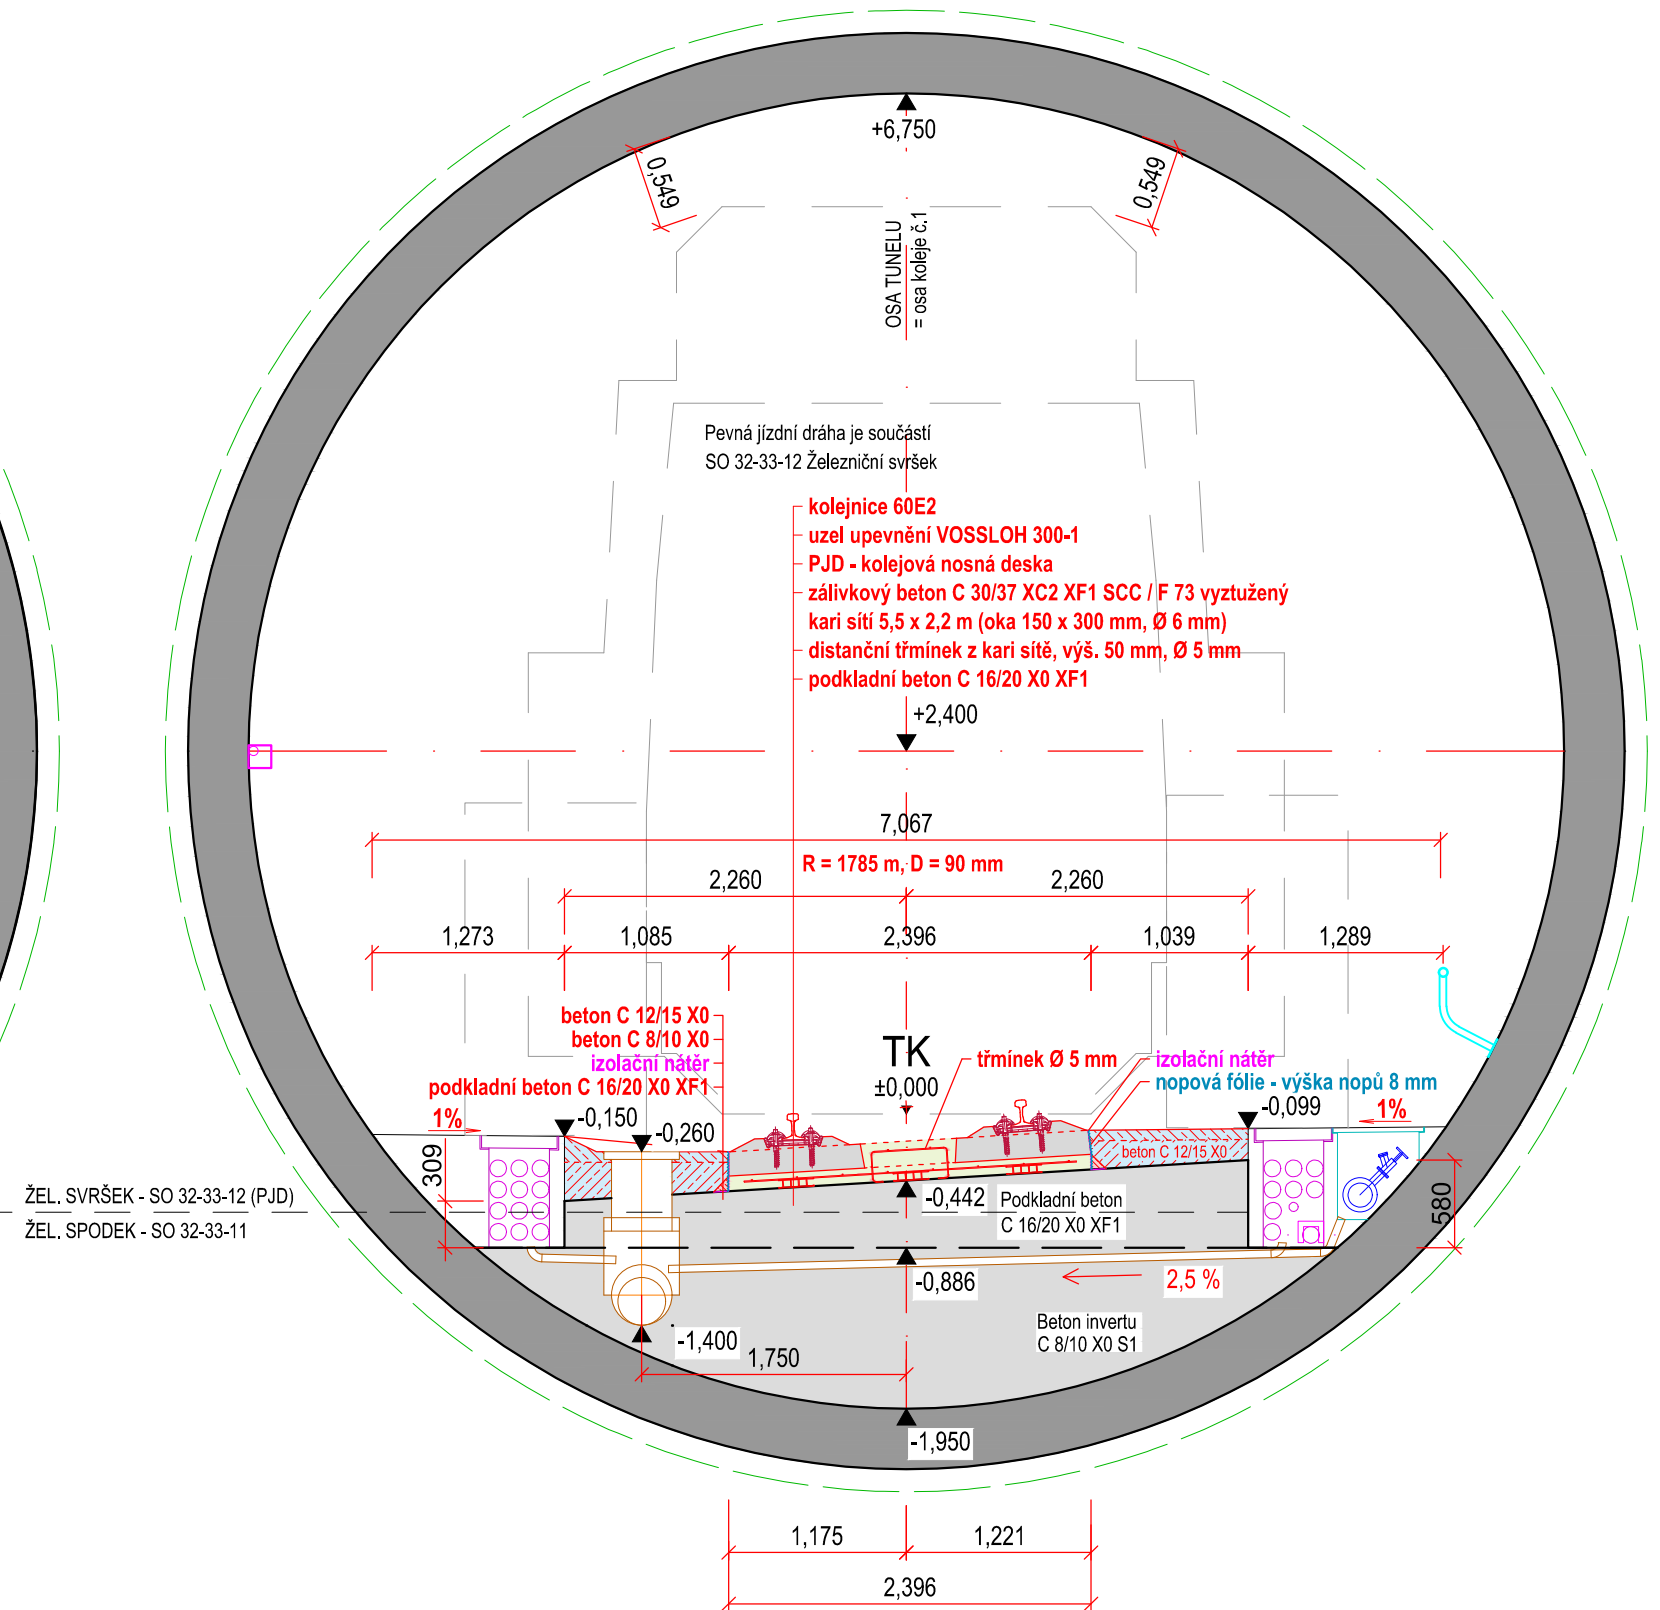 +6,750
0,549
0,549
OSA TUNELU
= osa koleje č.1
Pevná jízdní dráha je součástí
SO 32-33-12 Železniční svršek
kolejnice 60E2
uzel upevnění VOSSLOH 300-1
PJD - kolejová nosná deska
zálivkový beton C 30/37 XC2 XF1 SCC / F 73 vyztužený
kari sítí 5,5 x 2,2 m (oka 150 x 300 mm, Ø 6 mm)
distanční třmínek z kari sítě, výš. 50 mm, Ø 5 mm
podkladní beton C 16/20 X0 XF1
+2,400
7,067
R = 1785 m, D = 90 mm
2,260
2,260
1,273
1,085
2,396
1,039
1,289
beton C 12/15 X0
beton C 8/10 X0
izolační nátěr
podkladní beton C 16/20 X0 XF1
TK
±0,000
třmínek Ø 5 mm
izolační nátěr
nopová fólie - výška nopů 8 mm
1%
-0,150
-0,260
-0,099
1%
beton C 12/15 X0
309
580
ŽEL. SVRŠEK - SO 32-33-12 (PJD)
ŽEL. SPODEK - SO 32-33-11
-0,442
Podkladní beton
C 16/20 X0 XF1
-0,886
2,5 %
Beton invertu
C 8/10 X0 S1
-1,400
1,750
-1,950
1,175
1,221
2,396